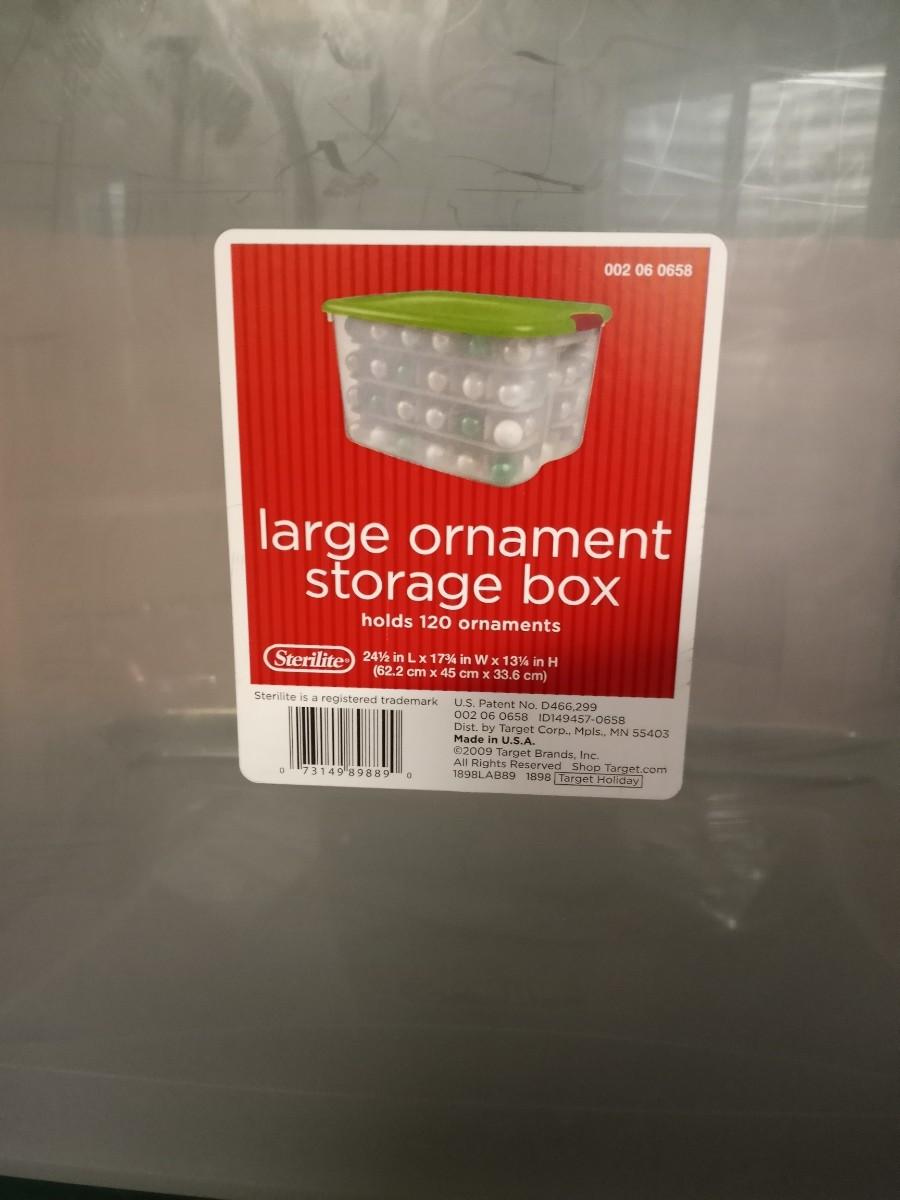 002 06 0658
large ornament
storage box
holds 120 ornaments
Sterilite®
24½ in L x 17¾ in W x 13¼ in H
(62.2 cm x 45 cm x 33.6 cm)
Sterilite is a registered trademark
0 73149 89889 0
U.S. Patent No. D466,299
002 06 0658 ID149457-0658
Dist. by Target Corp., Mpls., MN 55403
Made in U.S.A.
©2009 Target Brands, Inc.
All Rights Reserved Shop Target.com
1898LAB89 1898 Target Holiday